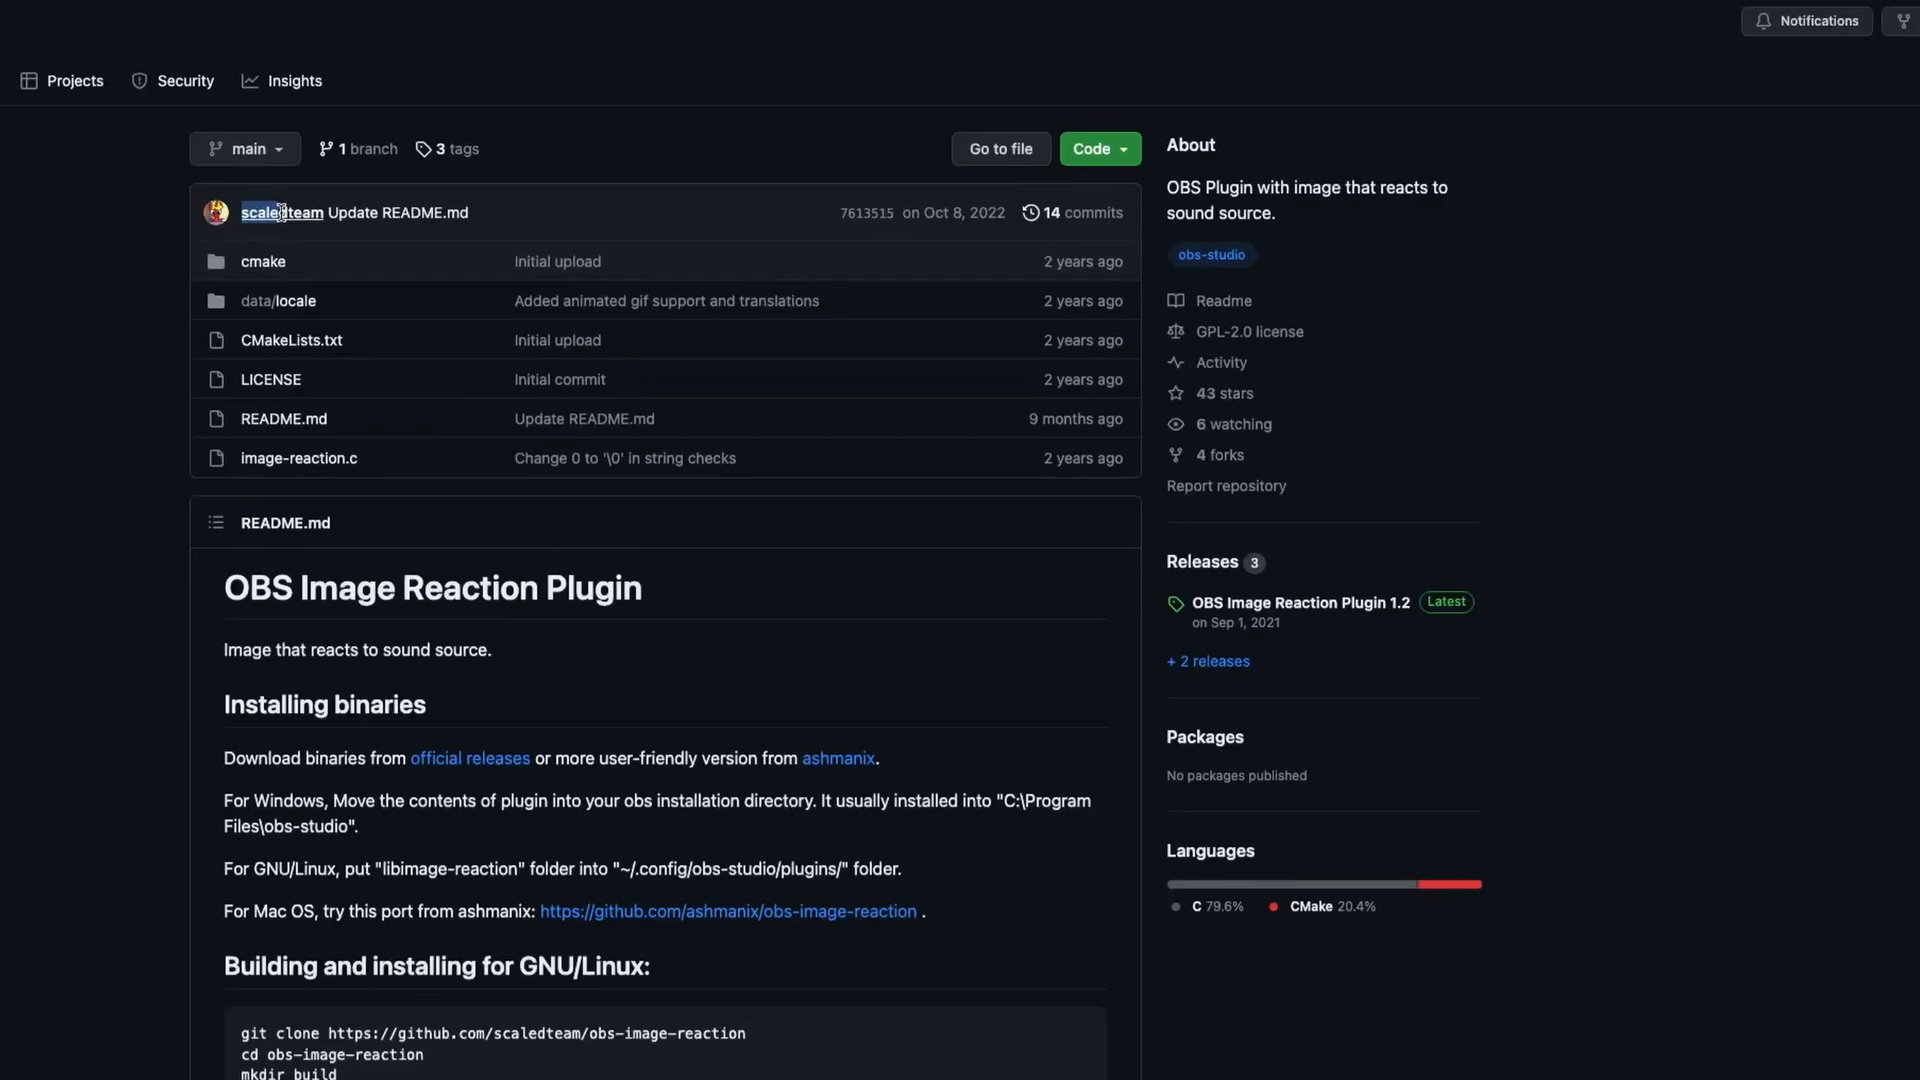 Notifications
Projects Security Insights
main 1 branch 3 tags Go to file Code
scaledteam Update README.md 7613515 on Oct 8, 2022 14 commits
cmake Initial upload 2 years ago
data/locale Added animated gif support and translations 2 years ago
CMakeLists.txt Initial upload 2 years ago
LICENSE Initial commit 2 years ago
README.md Update README.md 9 months ago
image-reaction.c Change 0 to '\0' in string checks 2 years ago
README.md
OBS Image Reaction Plugin
Image that reacts to sound source.
Installing binaries
Download binaries from official releases or more user-friendly version from ashmanix.
For Windows, Move the contents of plugin into your obs installation directory. It usually installed into "C:\Program
Files\obs-studio".
For GNU/Linux, put "libimage-reaction" folder into "~/.config/obs-studio/plugins/" folder.
For Mac OS, try this port from ashmanix: https://github.com/ashmanix/obs-image-reaction .
Building and installing for GNU/Linux:
git clone https://github.com/scaledteam/obs-image-reaction
cd obs-image-reaction
mkdir build
About
OBS Plugin with image that reacts to
sound source.
obs-studio
Readme
GPL-2.0 license
Activity
43 stars
6 watching
4 forks
Report repository
Releases 3
OBS Image Reaction Plugin 1.2 Latest
on Sep 1, 2021
+ 2 releases
Packages
No packages published
Languages
C 79.6% CMake 20.4%